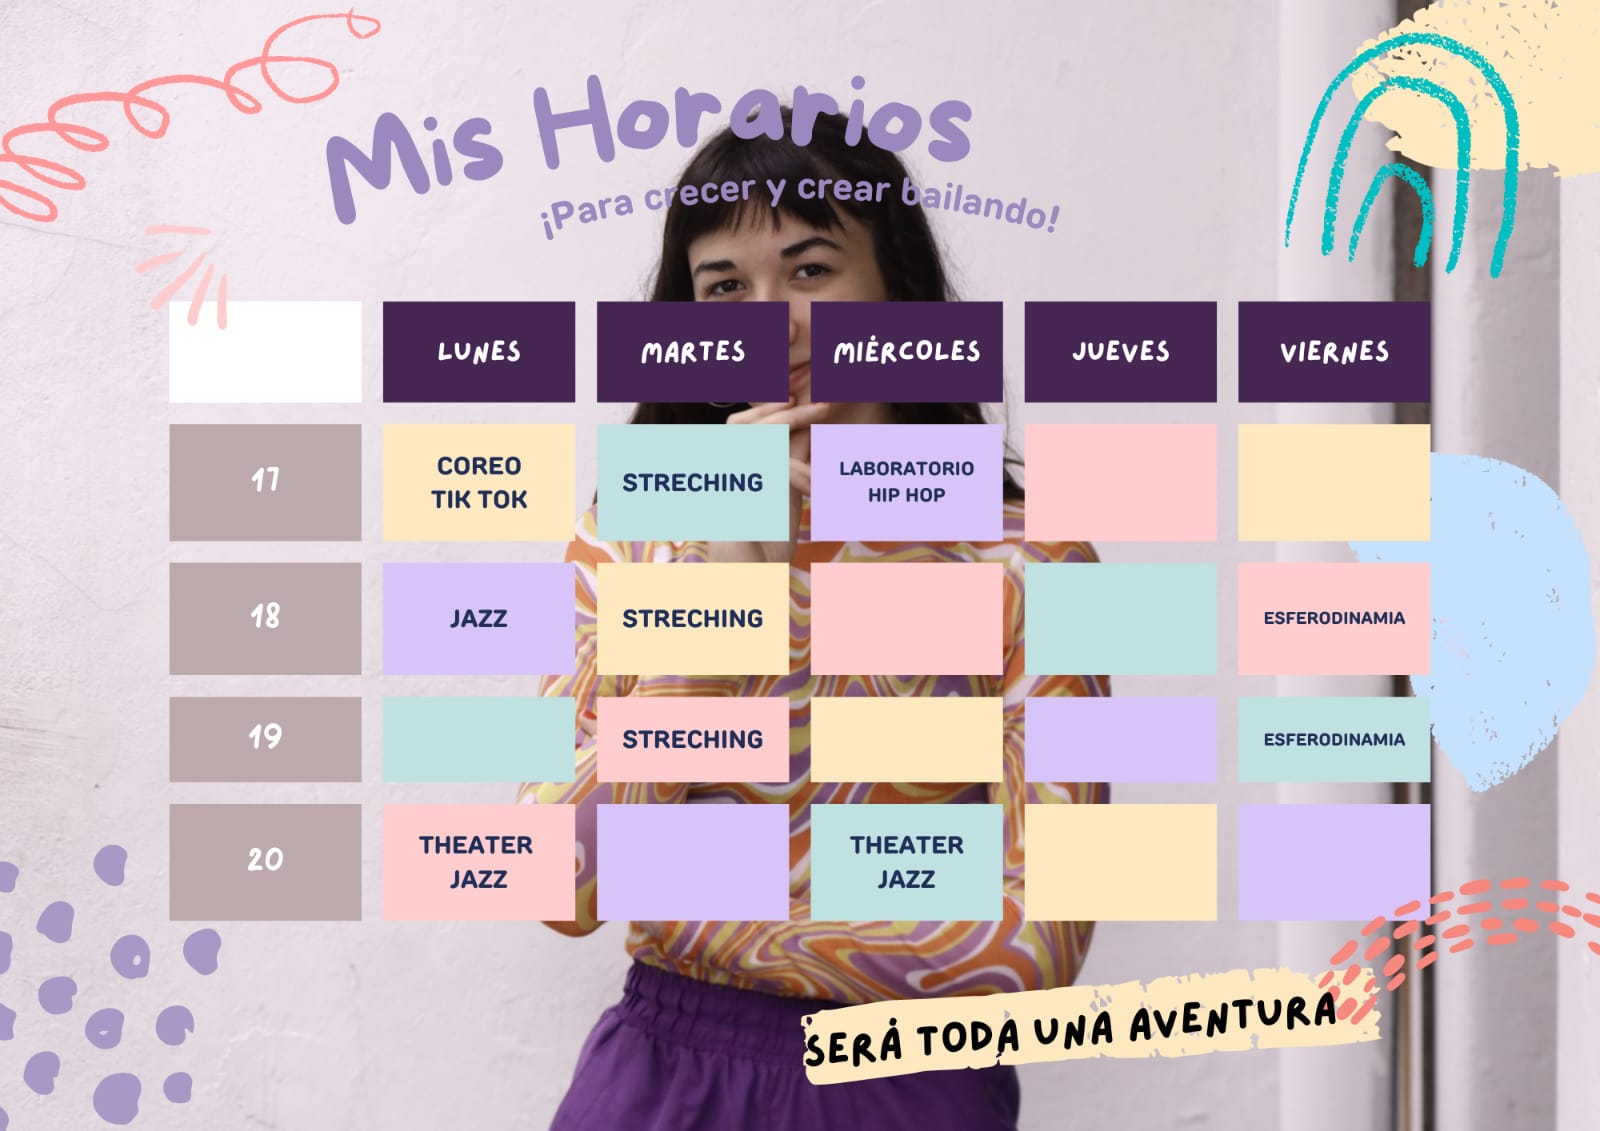 Mis Horarios
¡Para crecer y crear bailando!
LUNES MARTES MIÉRCOLES JUEVES VIERNES
17
COREO
TIK TOK
STRECHING
LABORATORIO
HIP HOP
18 JAZZ STRECHING ESFERODINAMIA
19 STRECHING ESFERODINAMIA
20
THEATER
JAZZ
THEATER
JAZZ
SERÁ TODA UNA AVENTURA